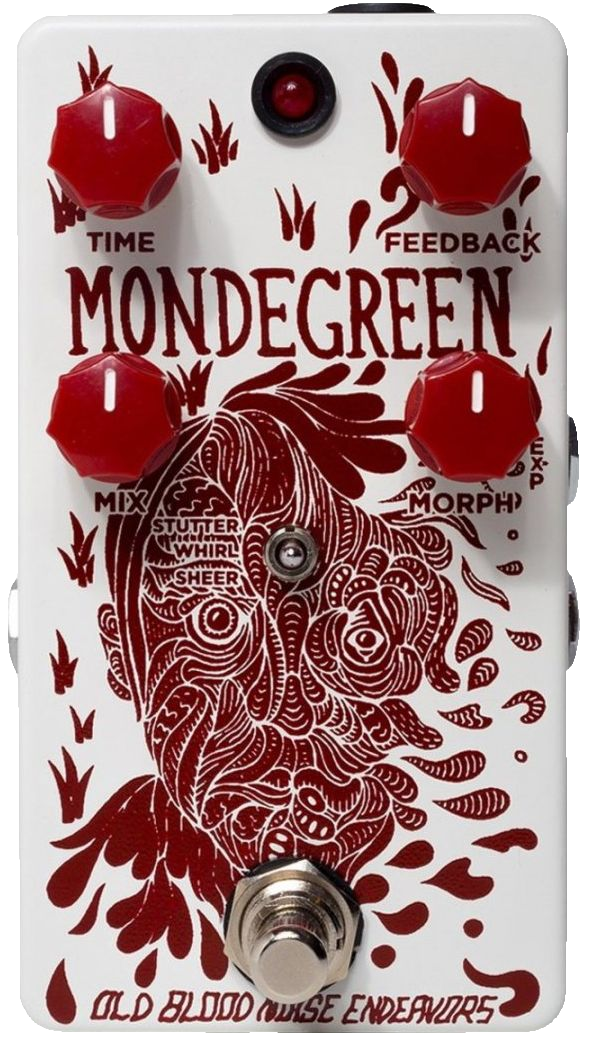 TIME FEEDBACK
MONDEGREEN
EXP
MIX MORPH
STUTTER
WHIRL
SHEER
OLD BLOOD NOISE ENDEAVORS